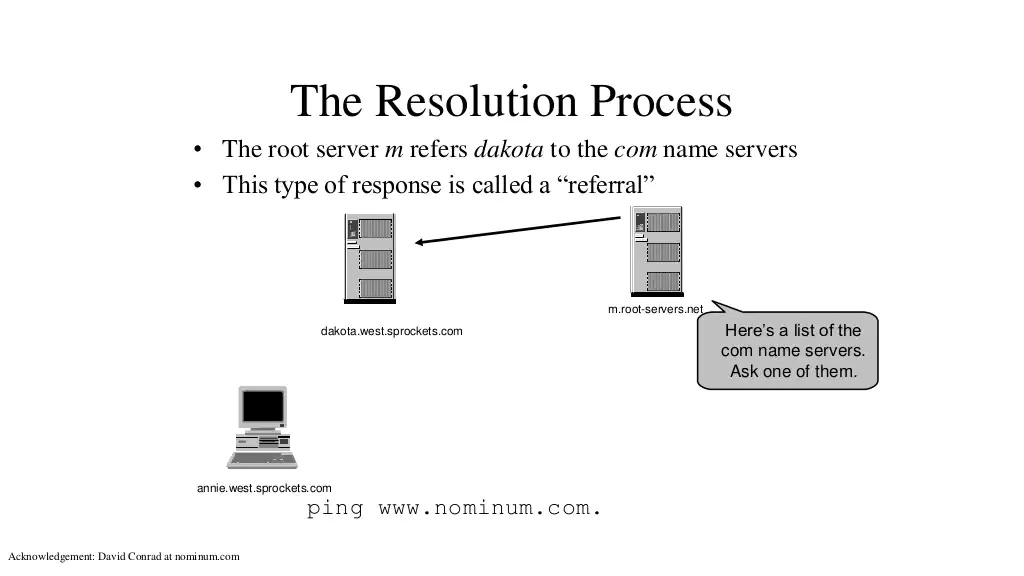 The Resolution Process
• The root server m refers dakota to the com name servers
• This type of response is called a “referral”
m.root-servers.net
dakota.west.sprockets.com
Here’s a list of the
com name servers.
Ask one of them.
annie.west.sprockets.com
ping www.nominum.com.
Acknowledgement: David Conrad at nominum.com